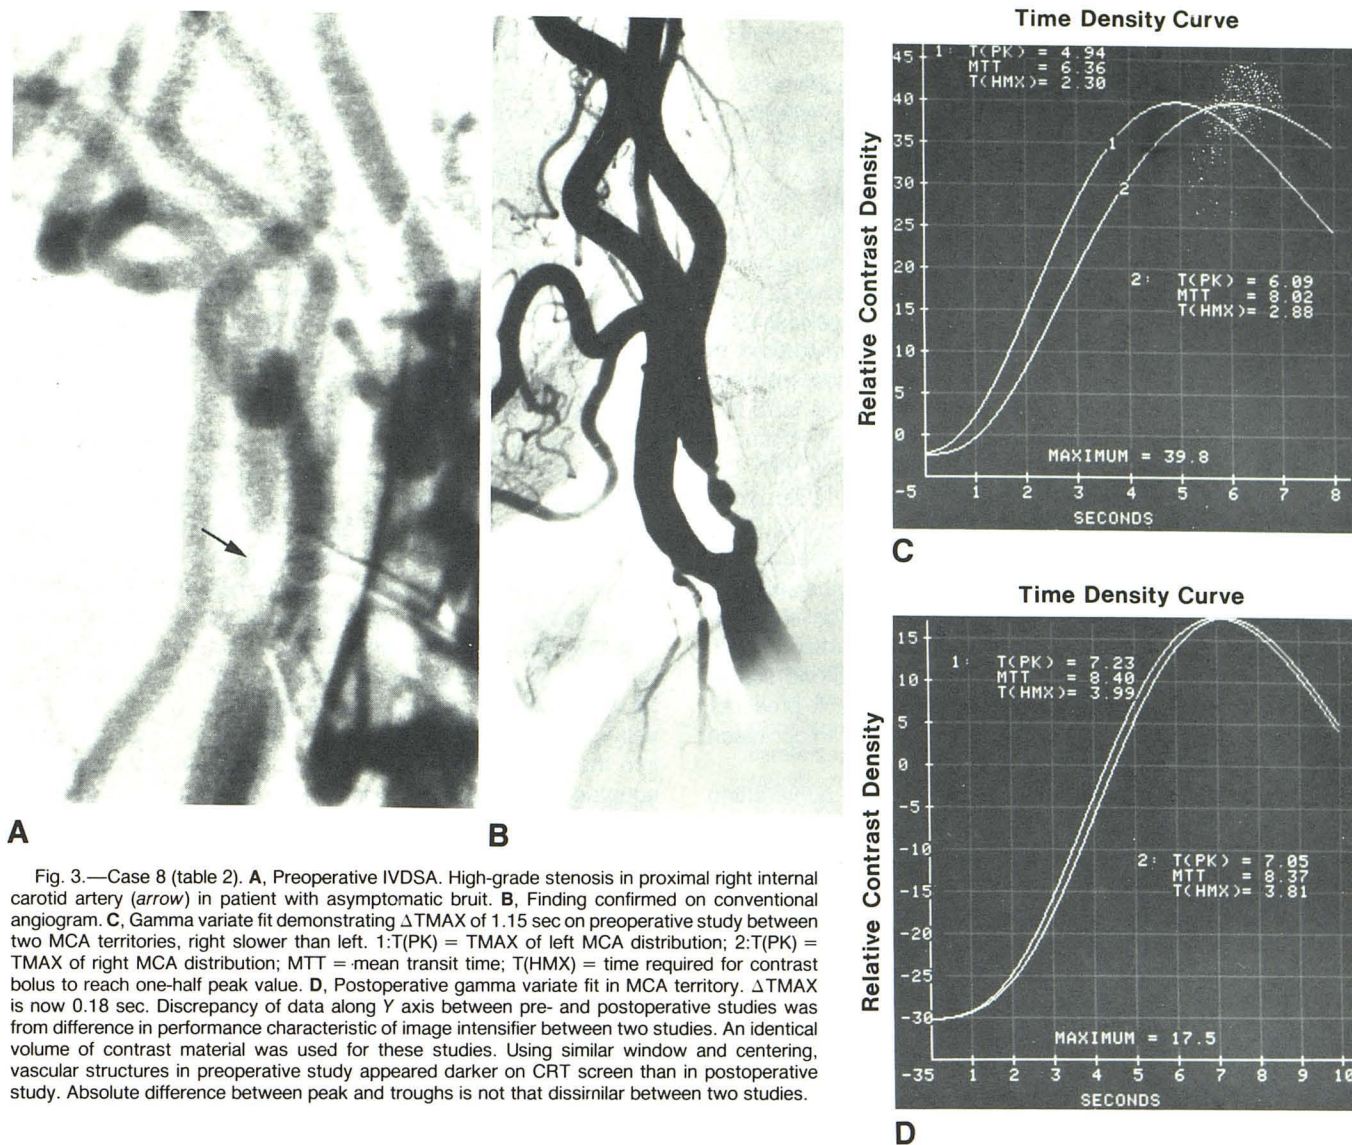 Time Density Curve
1: T(PK) = 4.94
MTT = 6.36
T(HMX)= 2.30
45
40
35
30
25
20
15
10
5
0
-5
1
2
2: T(PK) = 6.09
MTT = 8.02
T(HMX)= 2.88
MAXIMUM = 39.8
1 2 3 4 5 6 7 8
SECONDS
Relative Contrast Density
C
Time Density Curve
15
10
5
0
-5
-10
-15
-20
-25
-30
-35
1: T(PK) = 7.23
MTT = 8.40
T(HMX)= 3.99
2: T(PK) = 7.05
MTT = 8.37
T(HMX)= 3.81
MAXIMUM = 17.5
1 2 3 4 5 6 7 8 9 10
SECONDS
Relative Contrast Density
D
A
B
Fig. 3.—Case 8 (table 2). A, Preoperative IVDSA. High-grade stenosis in proximal right internal
carotid artery (arrow) in patient with asymptomatic bruit. B, Finding confirmed on conventional
angiogram. C, Gamma variate fit demonstrating ΔTMAX of 1.15 sec on preoperative study between
two MCA territories, right slower than left. 1:T(PK) = TMAX of left MCA distribution; 2:T(PK) =
TMAX of right MCA distribution; MTT = mean transit time; T(HMX) = time required for contrast
bolus to reach one-half peak value. D, Postoperative gamma variate fit in MCA territory. ΔTMAX
is now 0.18 sec. Discrepancy of data along Y axis between pre- and postoperative studies was
from difference in performance characteristic of image intensifier between two studies. An identical
volume of contrast material was used for these studies. Using similar window and centering,
vascular structures in preoperative study appeared darker on CRT screen than in postoperative
study. Absolute difference between peak and troughs is not that dissirnilar between two studies.